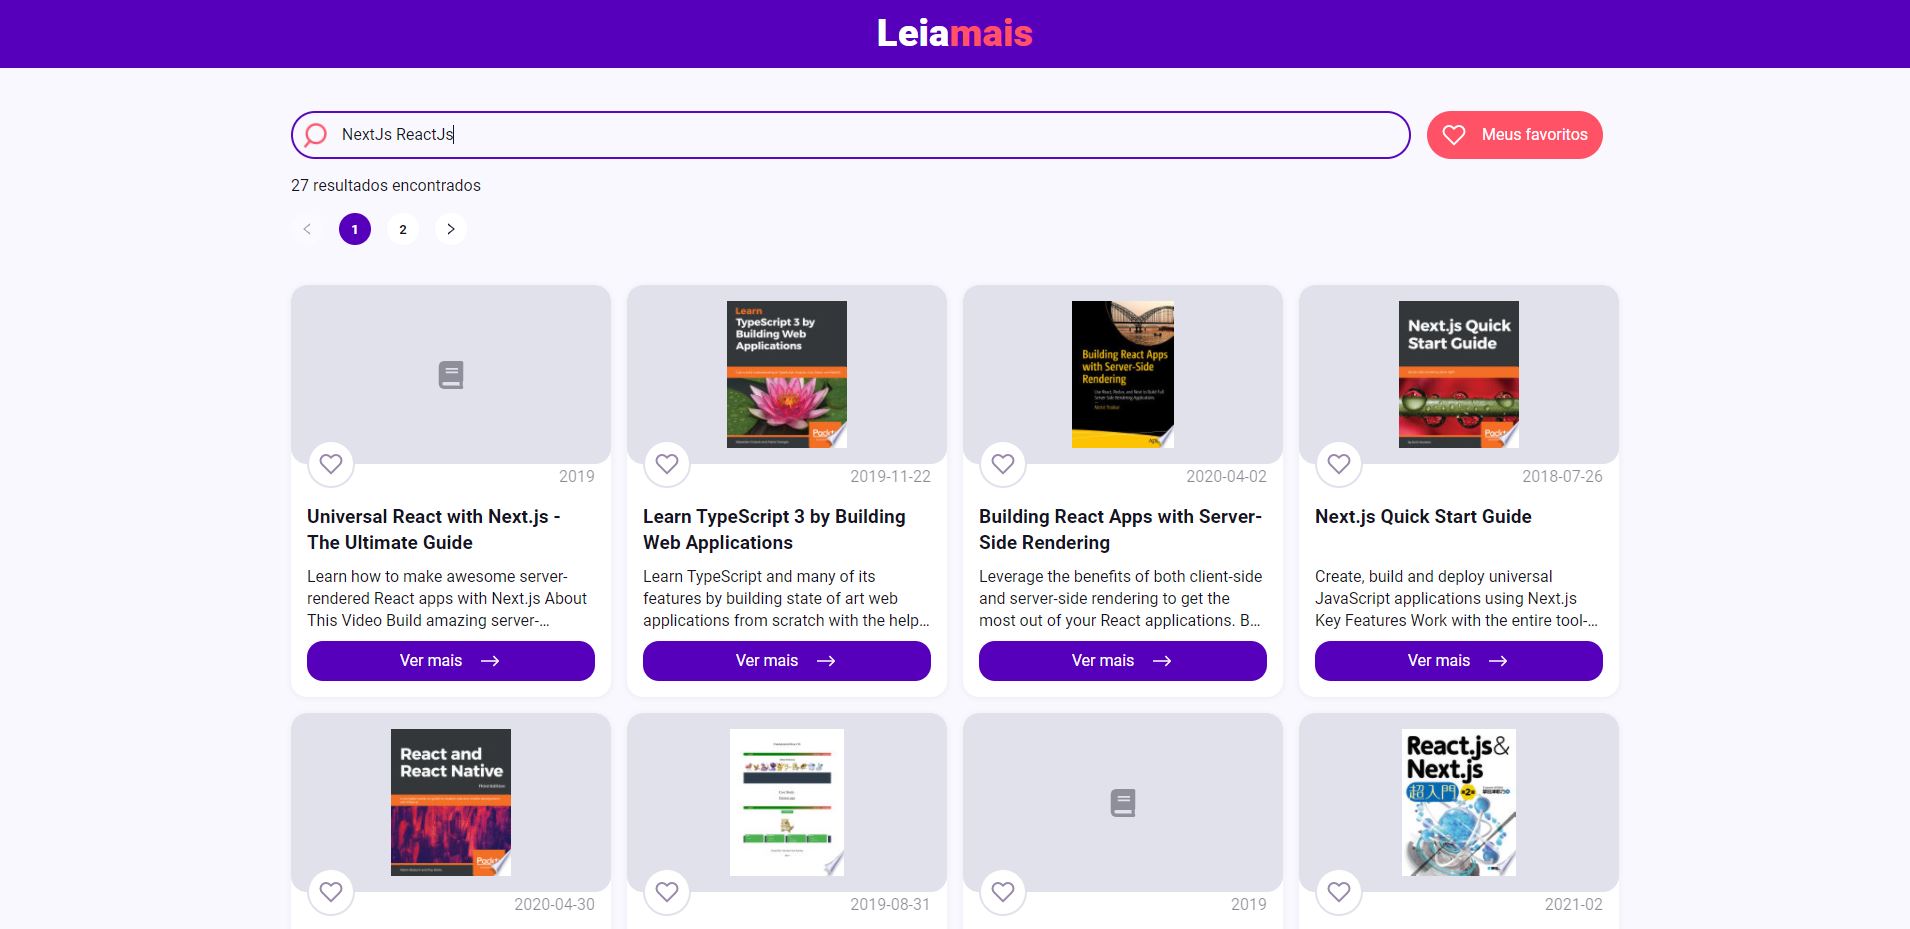 Leiamais
NextJs ReactJs
Meus favoritos
27 resultados encontrados
1
2
Learn
TypeScript 3 by
Building Web
Applications
Packt
Building React Apps
with Server-Side
Rendering
Next.js Quick
Start Guide
Packt
2019
2019-11-22
2020-04-02
2018-07-26
Universal React with Next.js -
The Ultimate Guide
Learn TypeScript 3 by Building
Web Applications
Building React Apps with Server-
Side Rendering
Next.js Quick Start Guide
Learn how to make awesome server-
rendered React apps with Next.js About
This Video Build amazing server-...
Learn TypeScript and many of its
features by building state of art web
applications from scratch with the help...
Leverage the benefits of both client-side
and server-side rendering to get the
most out of your React applications. B...
Create, build and deploy universal
JavaScript applications using Next.js
Key Features Work with the entire tool-...
Ver mais
Ver mais
Ver mais
Ver mais
React and
React Native
Third Edition
Packt
React.js&
Next.js
超入門
第2版
2020-04-30
2019-08-31
2019
2021-02